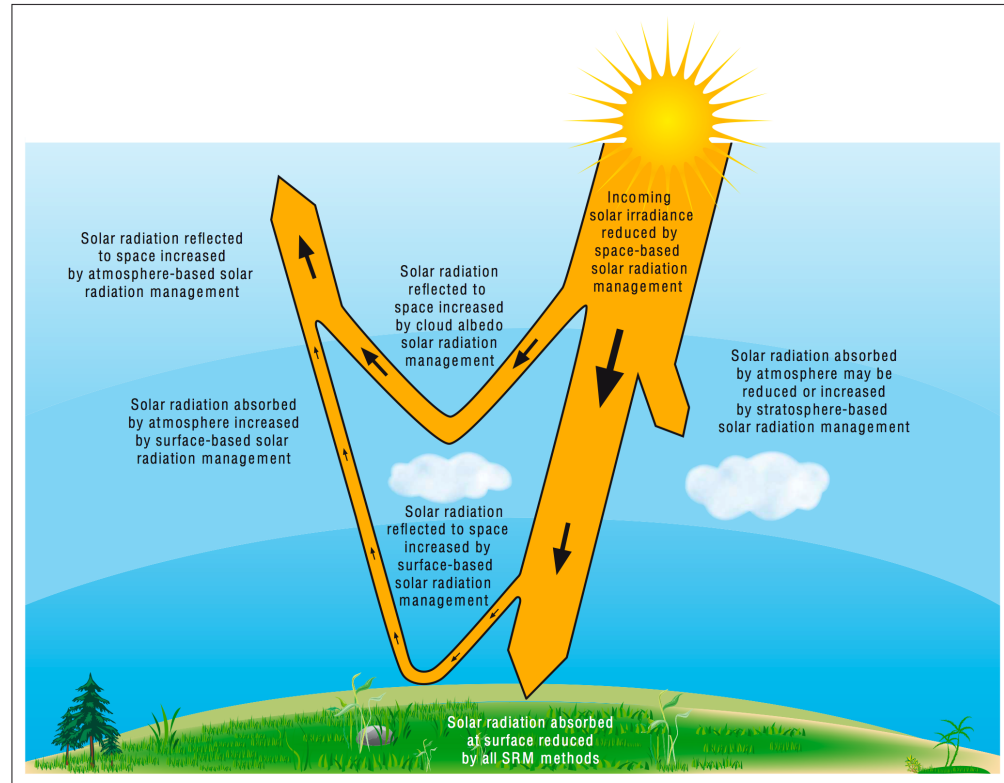 Incoming
solar irradiance
reduced by
space-based
solar radiation
management
Solar radiation reflected
to space increased
by atmosphere-based solar
radiation management
Solar radiation
reflected to
space increased
by cloud albedo
solar radiation
management
Solar radiation absorbed
by atmosphere may be
reduced or increased
by stratosphere-based
solar radiation management
Solar radiation absorbed
by atmosphere increased
by surface-based solar
radiation management
Solar radiation
reflected to space
increased by
surface-based
solar radiation
management
Solar radiation absorbed
at surface reduced
by all SRM methods